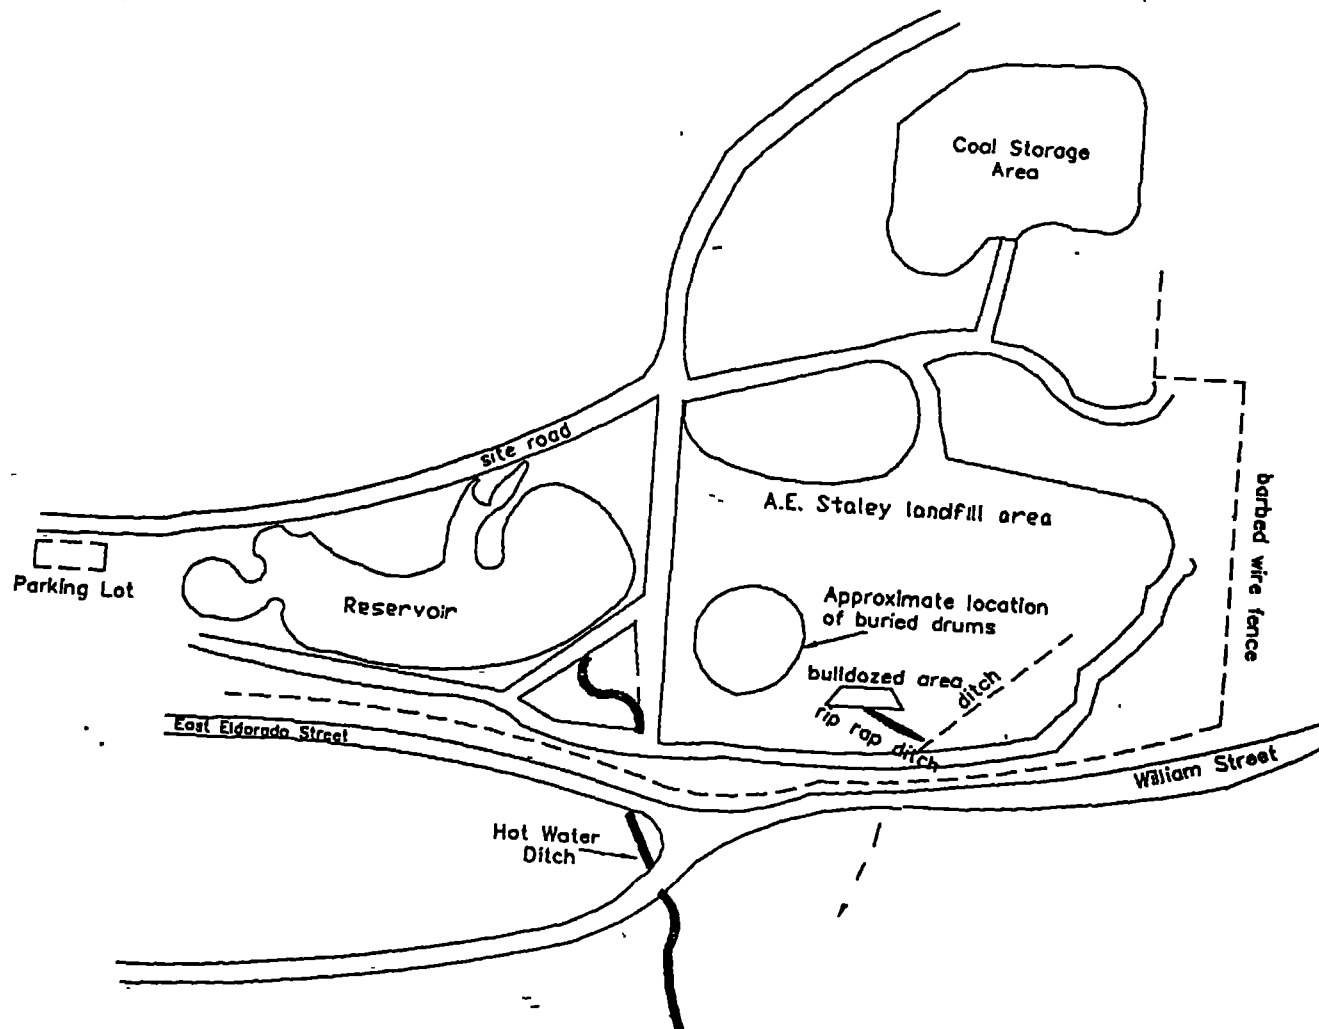 Coal Storage
Area
site road
A.E. Staley landfill area
barbed wire fence
Parking Lot
Reservoir
Approximate location
of buried drums
bulldozed area
ditch
rip rap ditch
East Eldorado Street
William Street
Hot Water
Ditch